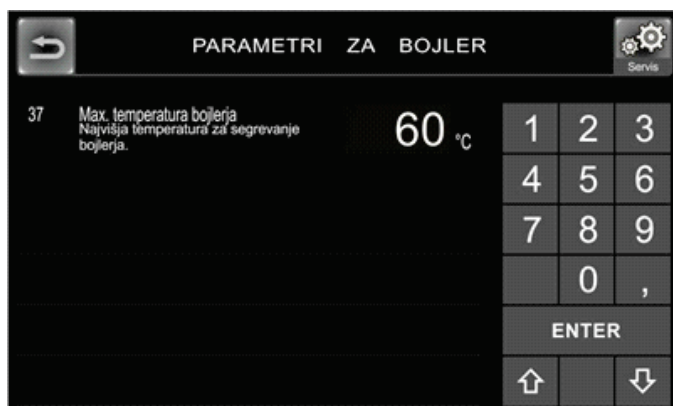 PARAMETRI ZA BOJLER
Servis
37 Max. temperatura bojlerja
Najvišja temperatura za segrevanje
bojlerja.
60 °C
1 2 3
4 5 6
7 8 9
0 ,
ENTER